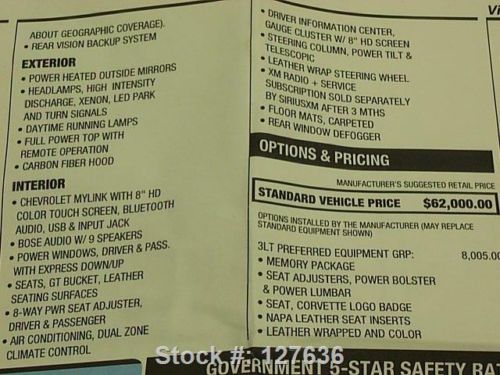 ABOUT GEOGRAPHIC COVERAGE).
• REAR VISION BACKUP SYSTEM
EXTERIOR
• POWER HEATED OUTSIDE MIRRORS
• HEADLAMPS, HIGH INTENSITY
DISCHARGE, XENON, LED PARK
AND TURN SIGNALS
• DAYTIME RUNNING LAMPS
• FULL POWER TOP WITH
REMOTE OPERATION
• CARBON FIBER HOOD
INTERIOR
• CHEVROLET MYLINK WITH 8" HD
COLOR TOUCH SCREEN, BLUETOOTH
AUDIO, USB & INPUT JACK
• BOSE AUDIO W/ 9 SPEAKERS
• POWER WINDOWS, DRIVER & PASS.
WITH EXPRESS DOWN/UP
• SEATS, GT BUCKET, LEATHER
SEATING SURFACES
• 8-WAY PWR SEAT ADJUSTER,
DRIVER & PASSENGER
• AIR CONDITIONING, DUAL ZONE
CLIMATE CONTROL
• DRIVER INFORMATION CENTER,
GAUGE CLUSTER W/ 8" HD SCREEN
• STEERING COLUMN, POWER TILT &
TELESCOPIC
• LEATHER WRAP STEERING WHEEL
• XM RADIO + SERVICE
SUBSCRIPTION SOLD SEPARATELY
BY SIRIUSXM AFTER 3 MTHS
• FLOOR MATS, CARPETED
• REAR WINDOW DEFOGGER
OPTIONS & PRICING
MANUFACTURER'S SUGGESTED RETAIL PRICE
STANDARD VEHICLE PRICE $62,000.00
OPTIONS INSTALLED BY THE MANUFACTURER (MAY REPLACE
STANDARD EQUIPMENT SHOWN)
3LT PREFERRED EQUIPMENT GRP: 8,005.00
• MEMORY PACKAGE
• SEAT ADJUSTERS, POWER BOLSTER
& POWER LUMBAR
• SEAT, CORVETTE LOGO BADGE
• NAPA LEATHER SEAT INSERTS
• LEATHER WRAPPED AND COLOR
Stock #: 127636
GOVERNMENT 5-STAR SAFETY RA